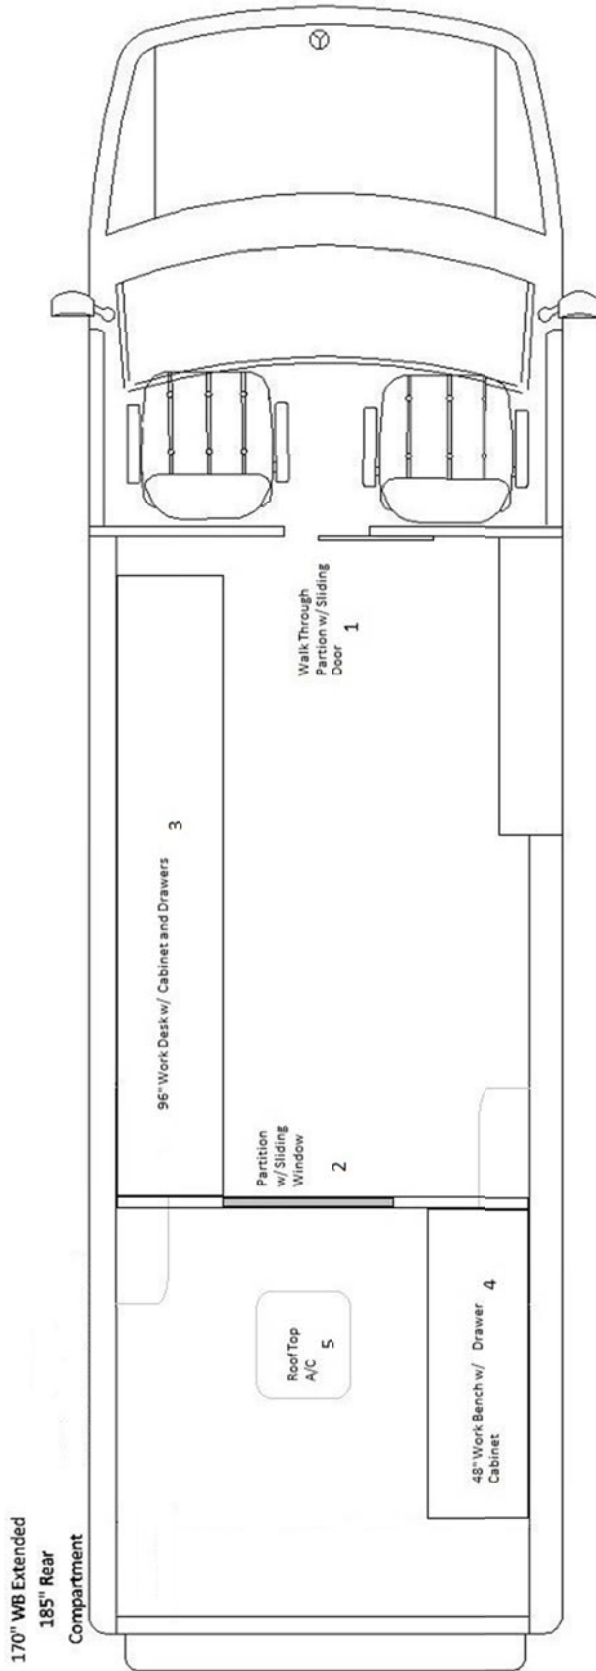 170" WB Extended
185" Rear
Compartment
Walk Through
Partion w/ Sliding
Door
1
96" Work Desk w/ Cabinet and Drawers
3
Partition
w/ Sliding
Window
2
Roof Top
A/C
5
48" Work Bench w/ Drawer
Cabinet
4